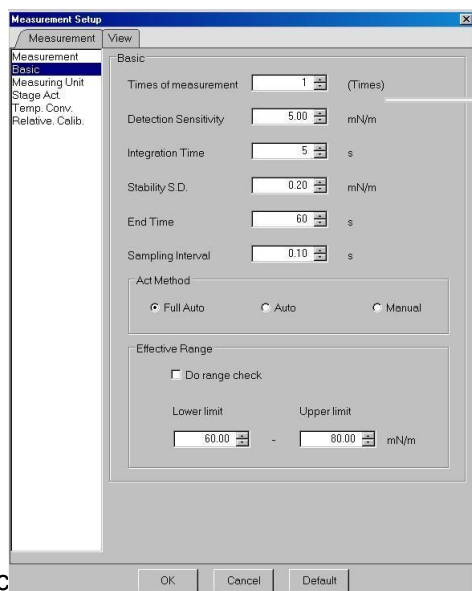 Measurement Setup
Measurement View
Measurement
Basic
Measuring Unit
Stage Act.
Temp. Conv.
Relative. Calib.
Basic
Times of measurement 1 (Times)
Detection Sensitivity 5.00 mN/m
Integration Time 5 s
Stability S.D. 0.20 mN/m
End Time 60 s
Sampling Interval 0.10 s
Act Method
Full Auto Auto Manual
Effective Range
Do range check
Lower limit Upper limit
60.00 - 80.00 mN/m
OK Cancel Default
c